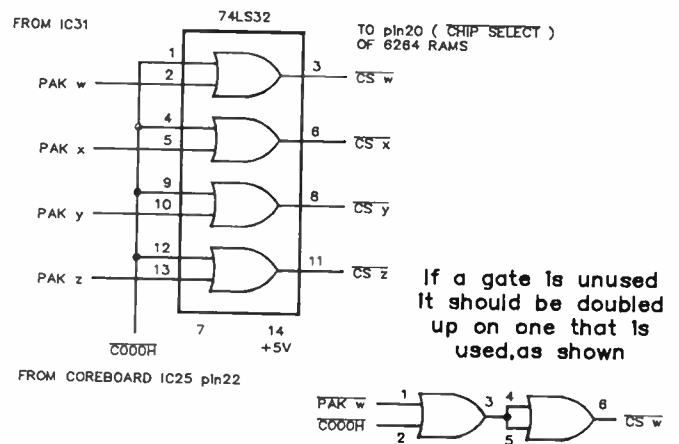 FROM IC31
74LS32
TO pin20 ( CHIP SELECT )
OF 6264 RAMS
1
2
3
PAK w
CS w
4
5
6
PAK x
CS x
9
10
8
PAK y
CS y
12
13
11
PAK z
CS z
7
14
+5V
C000H
FROM COREBOARD IC25 pin22
If a gate is unused
it should be doubled
up on one that is
used,as shown
PAK w
1
3
4
6
C000H
2
5
CS w